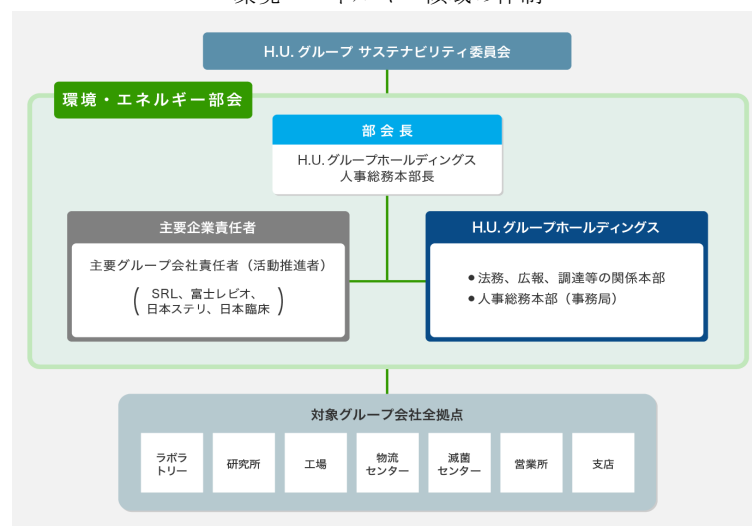 H.U. グループ サステナビリティ委員会
環境・エネルギー部会
部会長
H.U. グループホールディングス
人事総務本部長
主要企業責任者
主要グループ会社責任者（活動推進者）
（SRL、富士レビオ、
日本ステリ、日本臨床）
H.U. グループホールディングス
●法務、広報、調達等の関係本部
●人事総務本部（事務局）
対象グループ会社全拠点
ラボラ
トリー
研究所
工場
物流
センター
滅菌
センター
営業所
支店